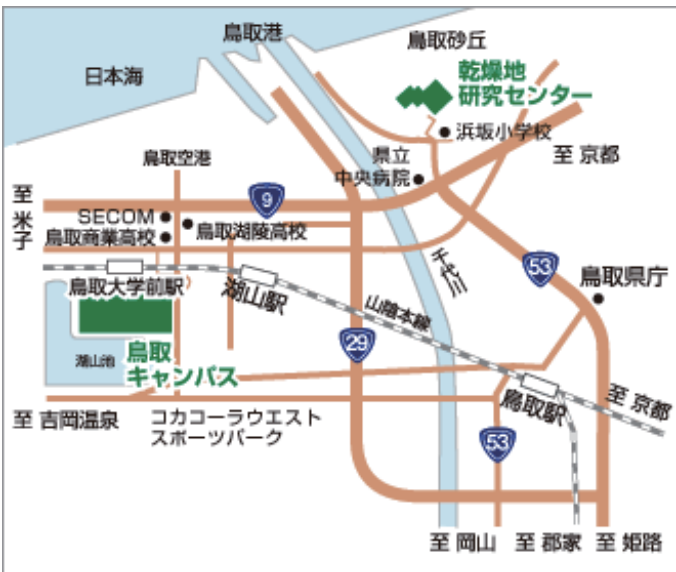 鳥取港
鳥取砂丘
日本海
乾燥地
研究センター
浜坂小学校
鳥取空港
県立
中央病院
至 京都
至 米子
9
SECOM
鳥取商業高校
鳥取湖陵高校
千代川
53
鳥取県庁
鳥取大学前駅
湖山駅
山陰本線
29
湖山池
鳥取
キャンパス
鳥取駅
至 京都
至 吉岡温泉
コカコーラウエスト
スポーツパーク
53
至 岡山
至 郡家
至 姫路